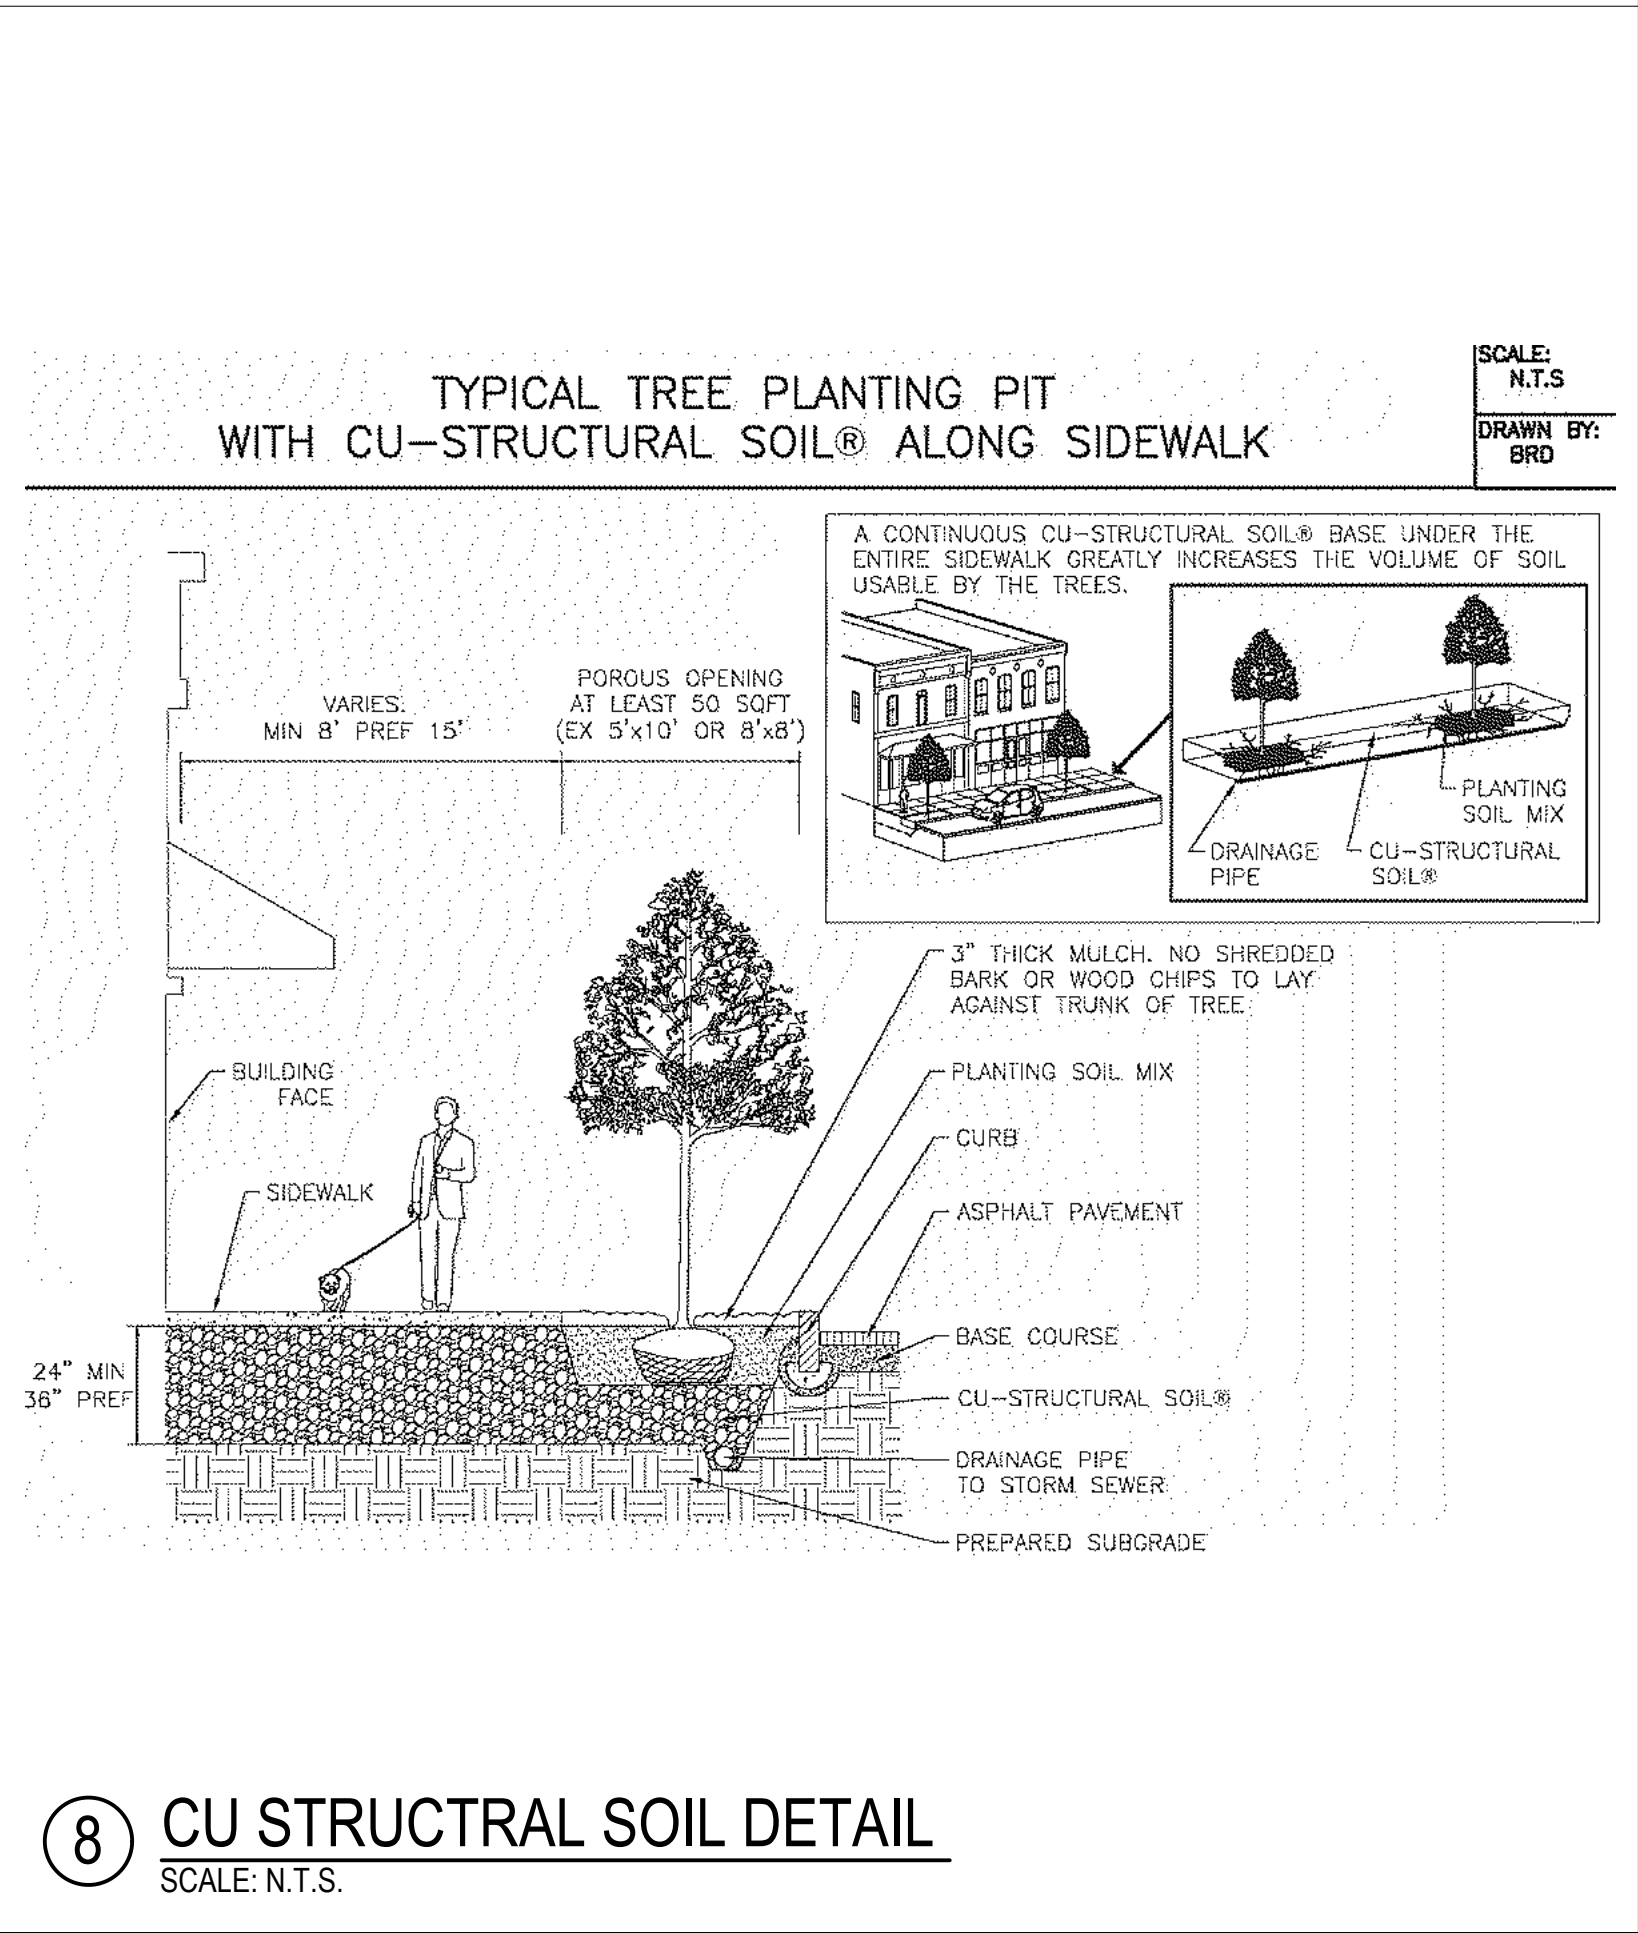 SCALE:
N.T.S
DRAWN BY:
BRD
TYPICAL TREE PLANTING PIT
WITH CU-STRUCTURAL SOIL® ALONG SIDEWALK
A CONTINUOUS CU-STRUCTURAL SOIL® BASE UNDER THE
ENTIRE SIDEWALK GREATLY INCREASES THE VOLUME OF SOIL
USABLE BY THE TREES.
PLANTING
SOIL MIX
DRAINAGE
PIPE
CU-STRUCTURAL
SOIL®
VARIES.
MIN 8' PREF 15'
POROUS OPENING
AT LEAST 50 SQFT
(EX 5'x10' OR 8'x8')
3" THICK MULCH. NO SHREDDED
BARK OR WOOD CHIPS TO LAY
AGAINST TRUNK OF TREE
BUILDING
FACE
PLANTING SOIL MIX
CURB
SIDEWALK
ASPHALT PAVEMENT
BASE COURSE
24" MIN
36" PREF
CU-STRUCTURAL SOIL®
DRAINAGE PIPE
TO STORM SEWER
PREPARED SUBGRADE
8
CU STRUCTRAL SOIL DETAIL
SCALE: N.T.S.